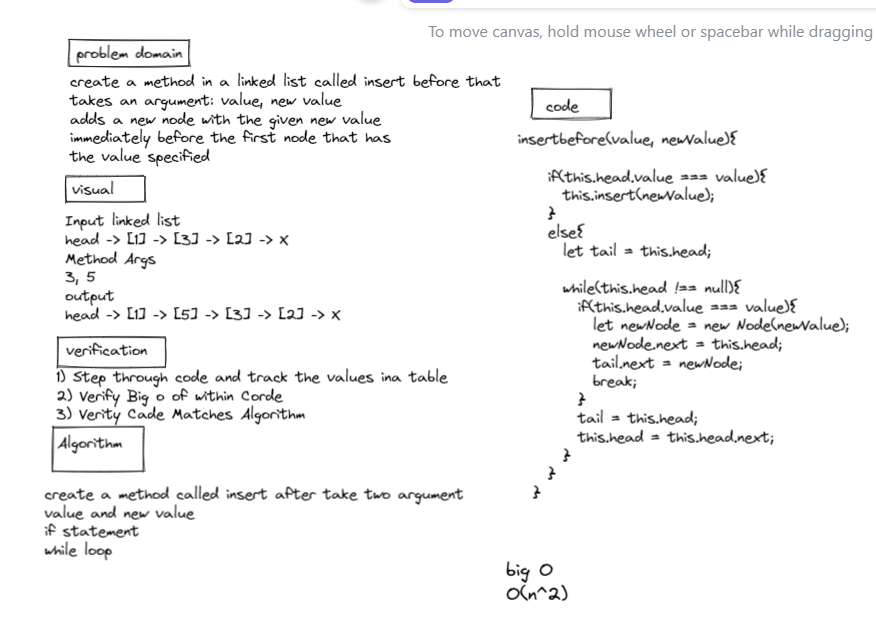 To move canvas, hold mouse wheel or spacebar while dragging
problem domain
create a method in a linked list called insert before that
takes an argument: value, new value
adds a new node with the given new value
immediately before the first node that has
the value specified
visual
Input linked list
head -> [1] -> [3] -> [2] -> X
Method Args
3, 5
output
head -> [1] -> [5] -> [3] -> [2] -> X
verification
1) Step through code and track the values ina table
2) Verify Big o of within Corde
3) Verity Cade Matches Algorithm
Algorithm
create a method called insert after take two argument
value and new value
if statement
while loop
code
insertbefore(value, newValue){
if(this.head.value === value){
this.insert(newValue);
}
else{
let tail = this.head;
while(this.head !== null){
if(this.head.value === value){
let newNode = new Node(newValue);
newNode.next = this.head;
tail.next = newNode;
break;
}
tail = this.head;
this.head = this.head.next;
}
}
}
big O
O(n^2)